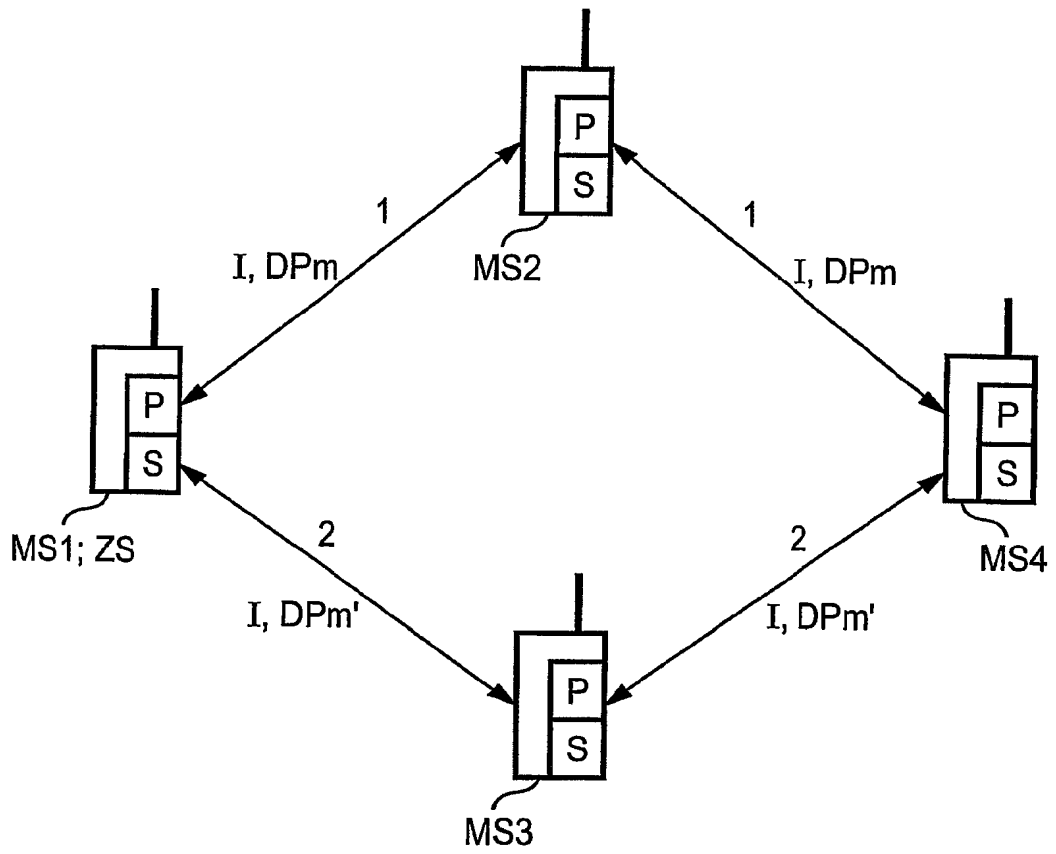 P
S
MS2
1
I, DPm
1
I, DPm
P
S
MS1; ZS
P
S
MS4
2
I, DPm'
2
I, DPm'
P
S
MS3